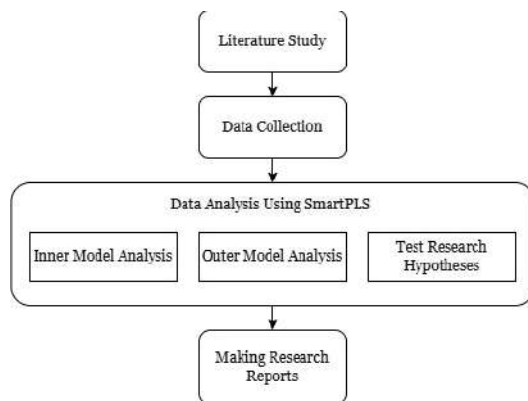 Literature Study
Data Collection
Data Analysis Using SmartPLS
Inner Model Analysis
Outer Model Analysis
Test Research
Hypotheses
Making Research
Reports